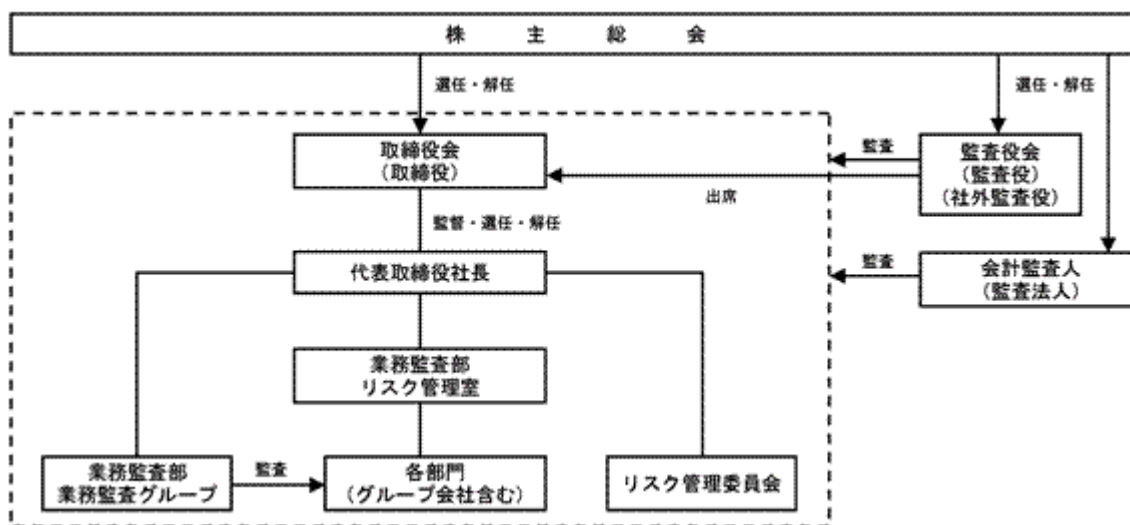 株主総会
選任・解任
選任・解任
取締役会
(取締役)
監査
監査役会
(監査役)
(社外監査役)
出席
監督・選任・解任
代表取締役社長
監査
会計監査人
(監査法人)
業務監査部
リスク管理室
業務監査部
業務監査グループ
監査
各部門
(グループ会社含む)
リスク管理委員会